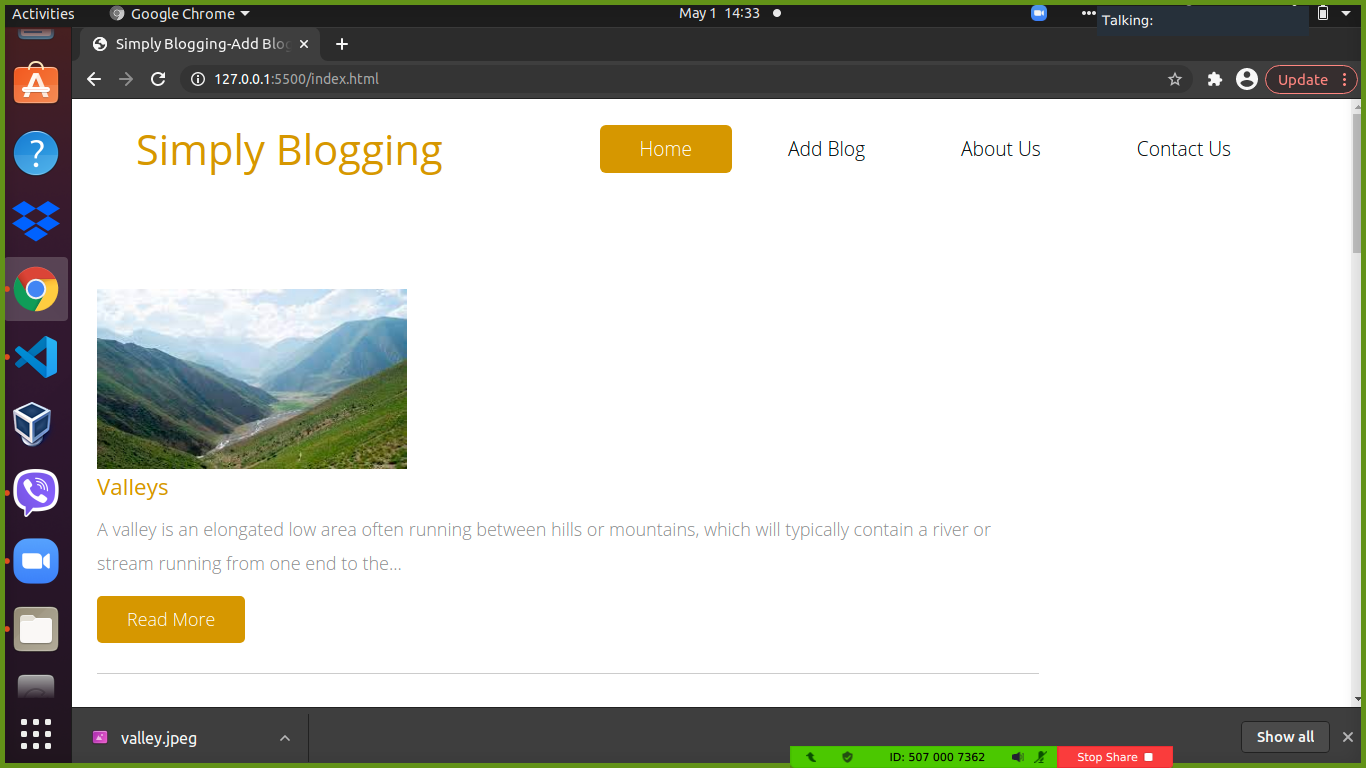 Activities Google Chrome May 1 14:33
Talking:
Simply Blogging-Add Blog
127.0.0.1:5500/index.html Update
Simply Blogging Home Add Blog About Us Contact Us
Valleys
A valley is an elongated low area often running between hills or mountains, which will typically contain a river or
stream running from one end to the...
Read More
valley.jpeg Show all
ID: 507 000 7362 Stop Share